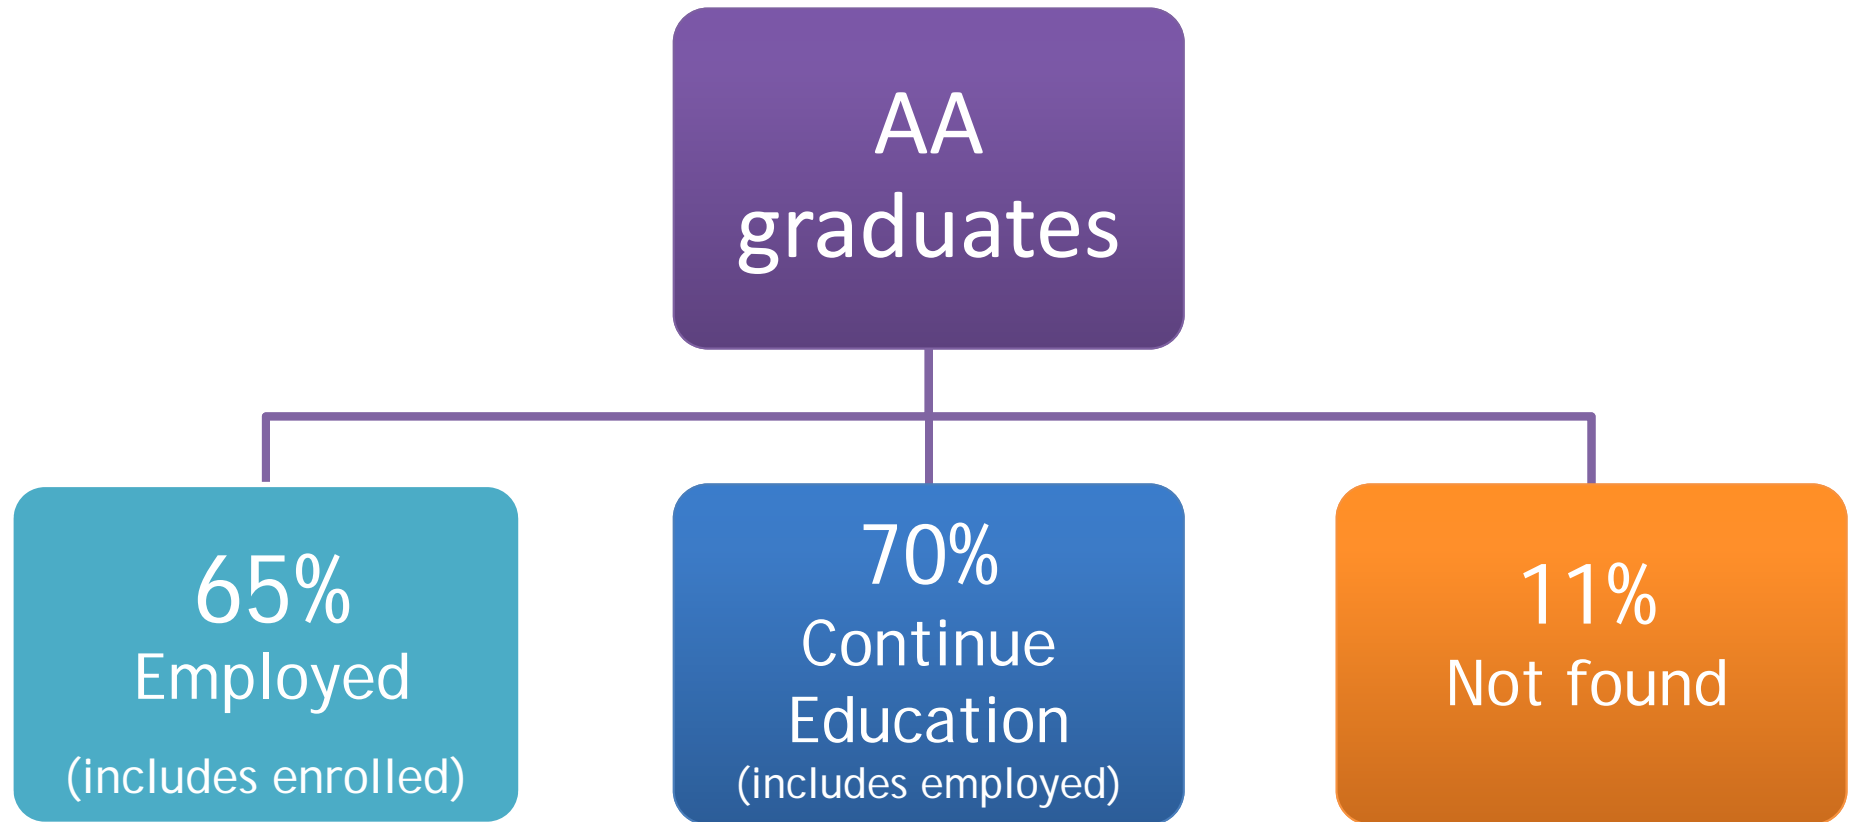 AA
graduates
65%
Employed
(includes enrolled)
70%
Continue
Education
(includes employed)
11%
Not found